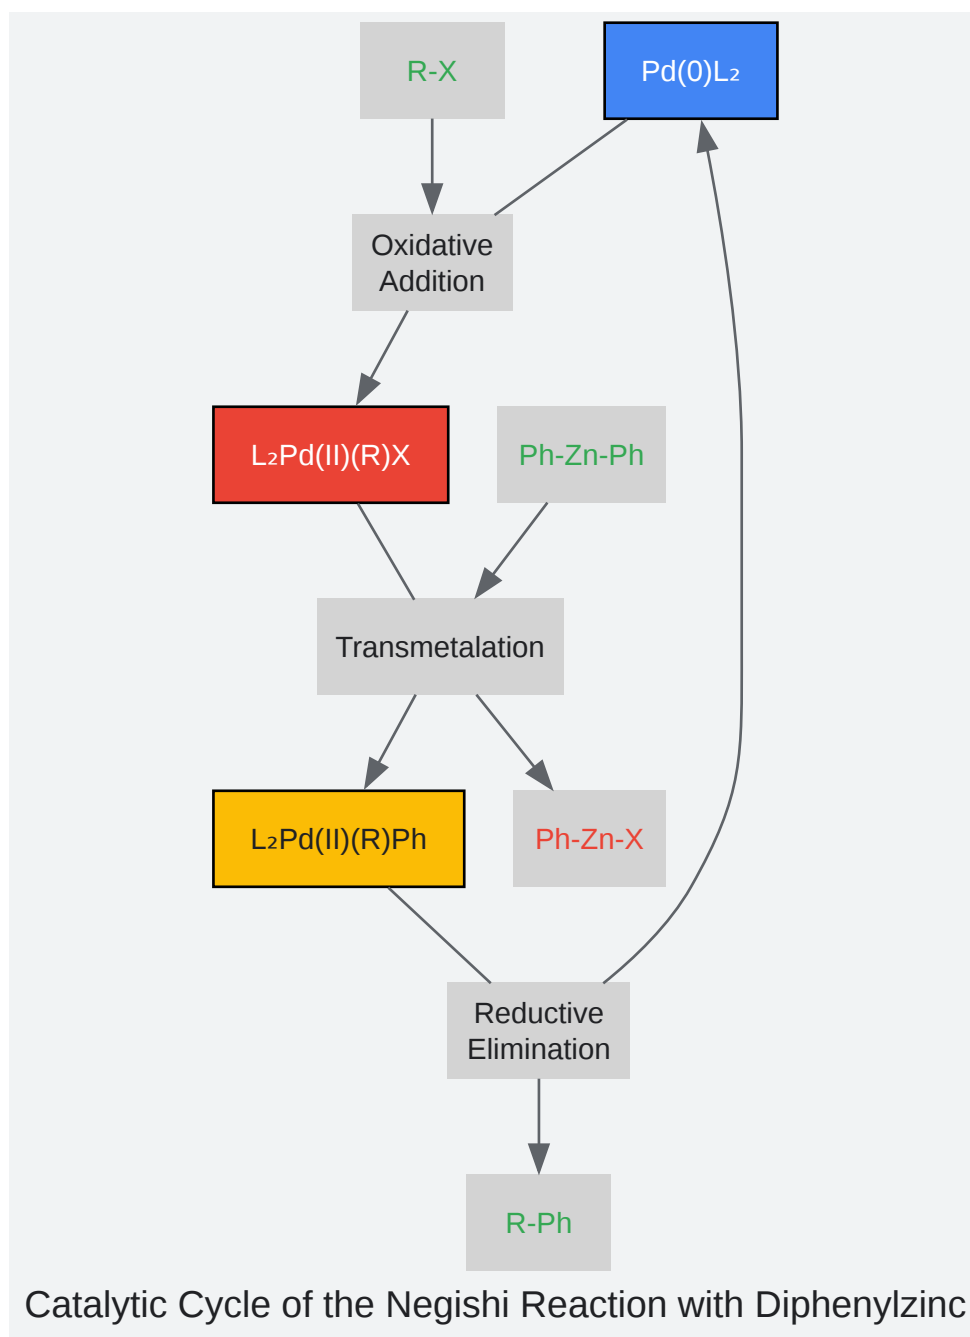 R-X
Pd(0)L₂
Oxidative
Addition
L₂Pd(II)(R)X
Ph-Zn-Ph
Transmetalation
L₂Pd(II)(R)Ph
Ph-Zn-X
Reductive
Elimination
R-Ph
Catalytic Cycle of the Negishi Reaction with Diphenylzinc